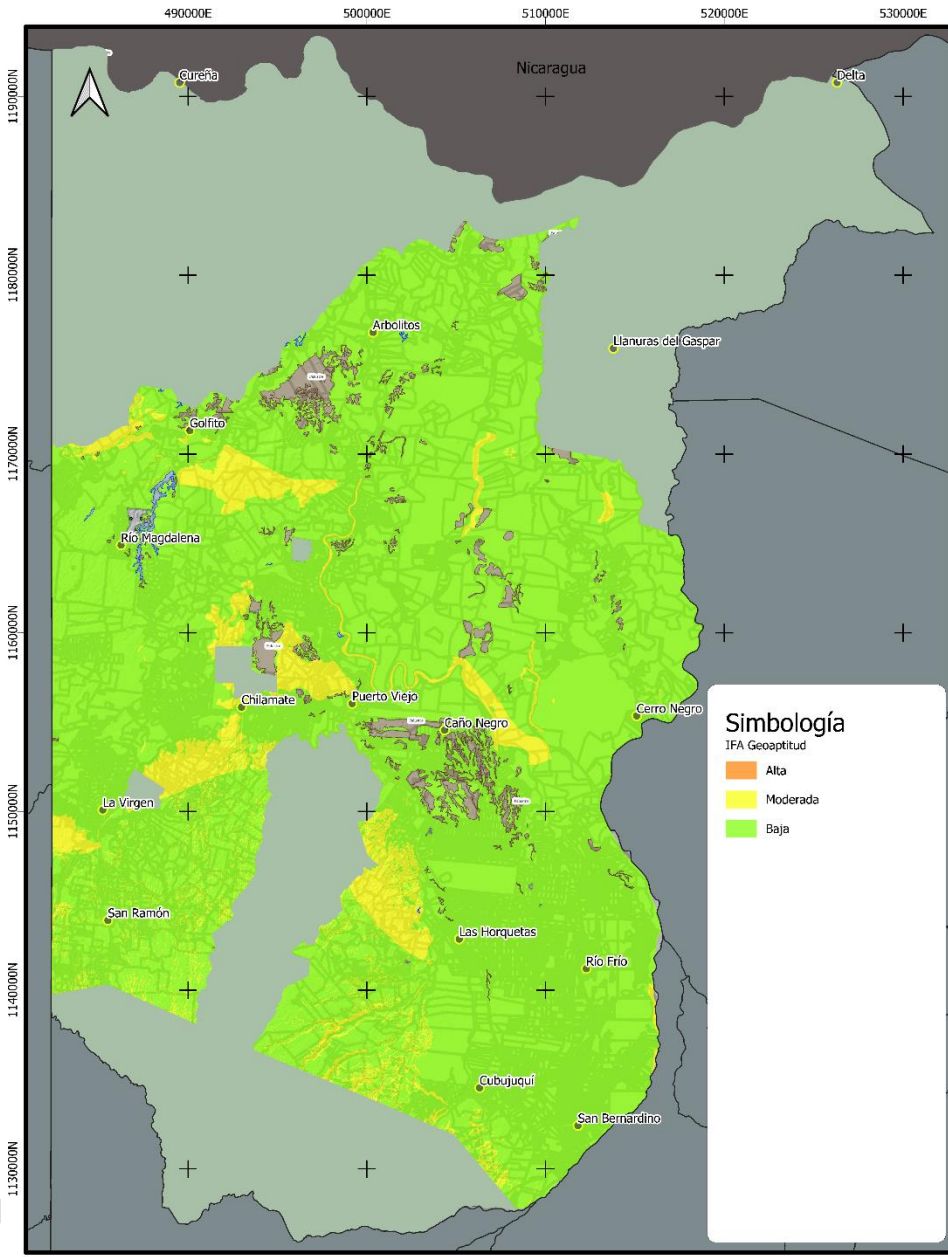 490000E
500000E
510000E
520000E
530000E
1190000N
1180000N
1170000N
1160000N
1150000N
1140000N
1130000N
Nicaragua
Cureña
Delta
Arbolitos
Llanuras del Gaspar
Golfito
Río Magdalena
Chilamate
Puerto Viejo
Caño Negro
Cerro Negro
La Virgen
San Ramón
Las Horquetas
Río Frío
Cubujuquí
San Bernardino
Simbología
IFA Geoaptitud
Alta
Moderada
Baja